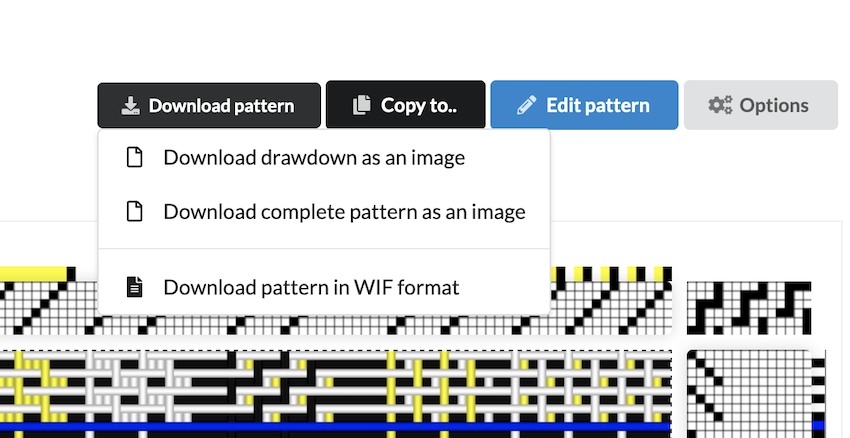 Download pattern
Copy to..
Edit pattern
Options
Download drawdown as an image
Download complete pattern as an image
Download pattern in WIF format